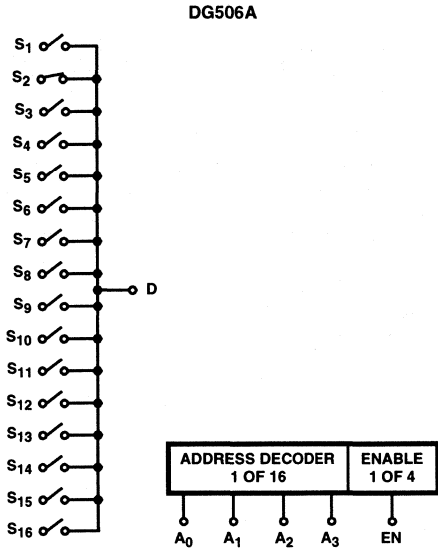 DG506A
S1
S2
S3
S4
S5
S6
S7
S8
D
S9
S10
S11
S12
S13
S14
S15
S16
ADDRESS DECODER
1 OF 16
ENABLE
1 OF 4
A0 A1 A2 A3 EN